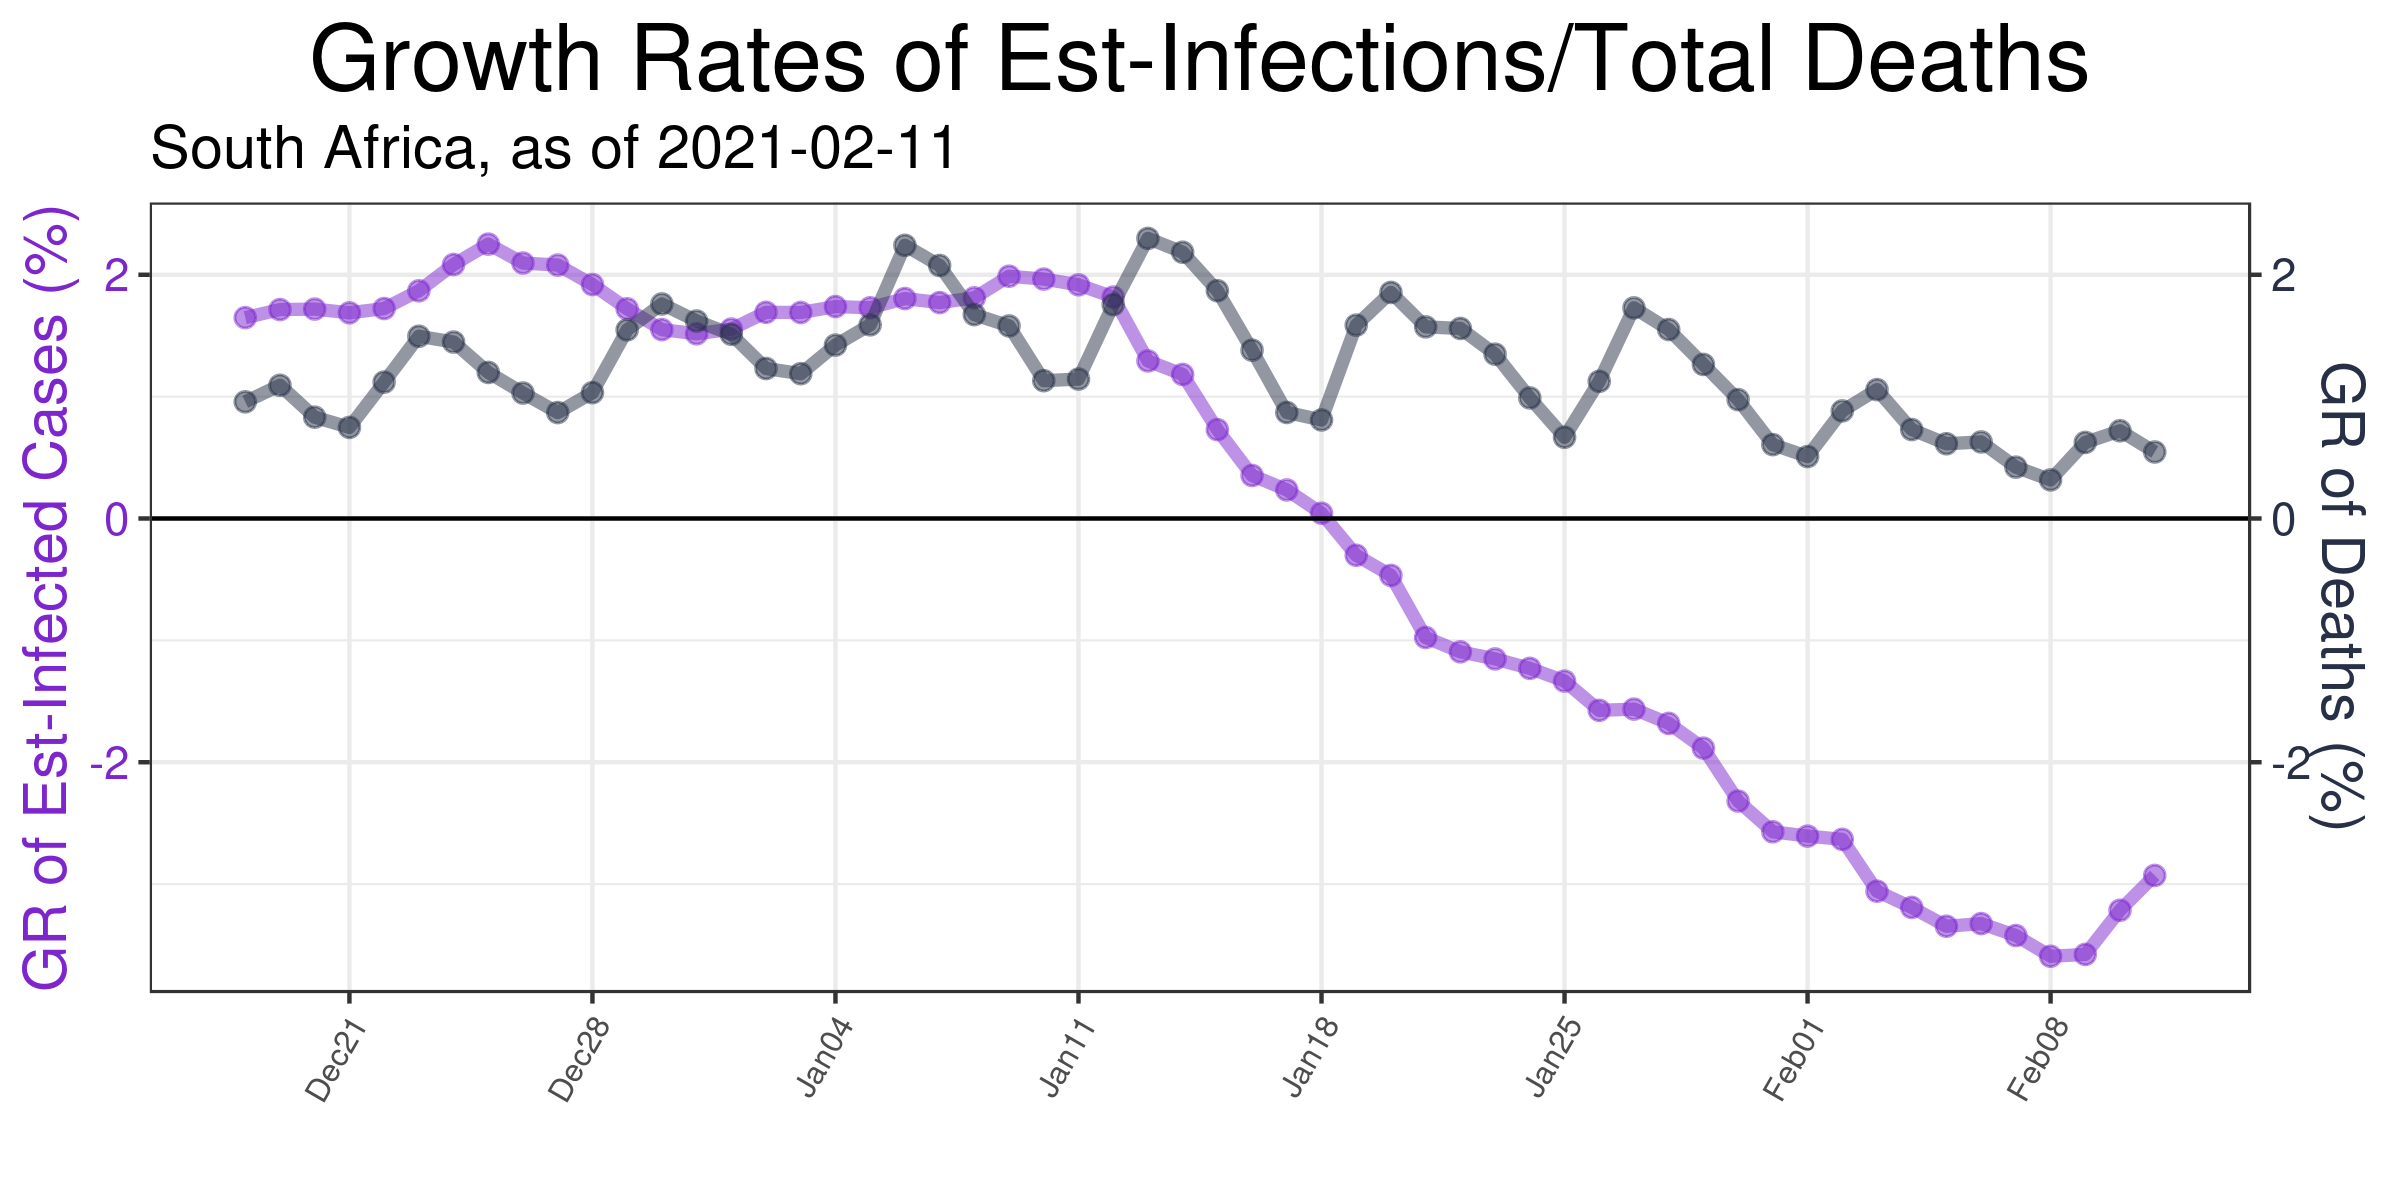 Growth Rates of Est-Infections/Total Deaths
South Africa, as of 2021-02-11
GR of Est-Infected Cases (%)
2
0
-2
2
0
-2
GR of Deaths (%)
Dec21
Dec28
Jan04
Jan11
Jan18
Jan25
Feb01
Feb08